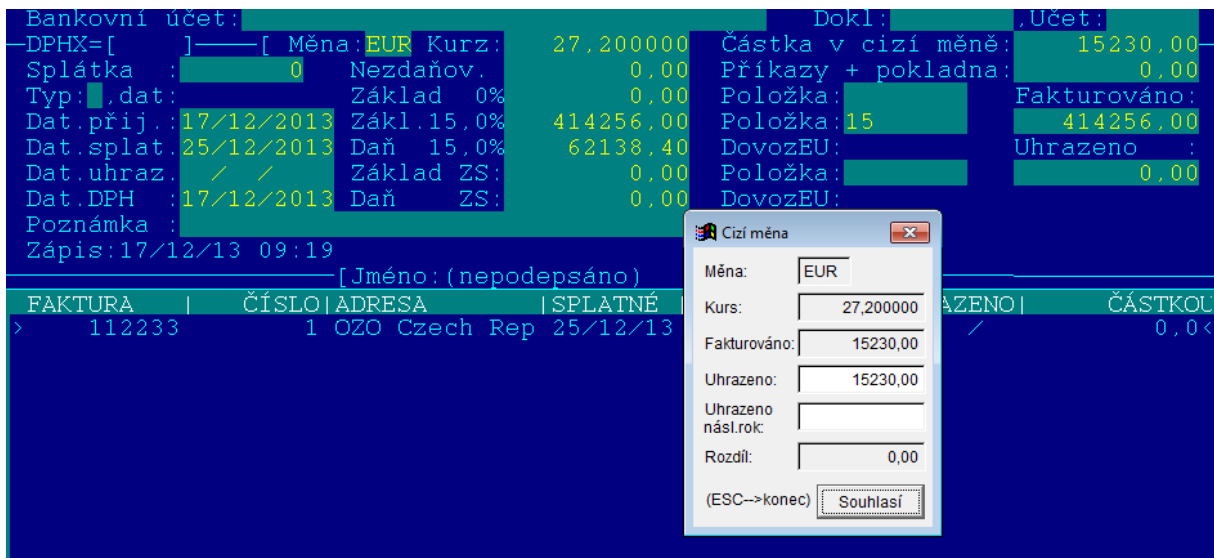 Bankovní účet: Dokl: ,Účet:
DPHX=[ ]——[ Měna:EUR Kurz: 27,200000 Částka v cizí měně: 15230,00
Splátka : 0 Nezdaňov. 0,00 Příkazy + pokladna: 0,00
Typ: ,dat: Základ 0% 0,00 Položka: Fakturováno:
Dat.přij.:17/12/2013 Zákl.15,0% 414256,00 Položka:15 414256,00
Dat.splat.25/12/2013 Daň 15,0% 62138,40 DovozEU: Uhrazeno :
Dat.uhraz. / / Základ ZS: 0,00 Položka: 0,00
Dat.DPH :17/12/2013 Daň ZS: 0,00 DovozEU:
Poznámka :
Zápis:17/12/13 09:19
[Jméno:(nepodepsáno)
FAKTURA | ČÍSLO|ADRESA |SPLATNÉ | AZENO| ČÁSTKOU
> 112233 1 OZO Czech Rep 25/12/13 / 0,0<
Cizí měna
Měna: EUR
Kurs: 27,200000
Fakturováno: 15230,00
Uhrazeno: 15230,00
Uhrazeno
násl.rok:
Rozdíl: 0,00
(ESC-->konec) Souhlasí